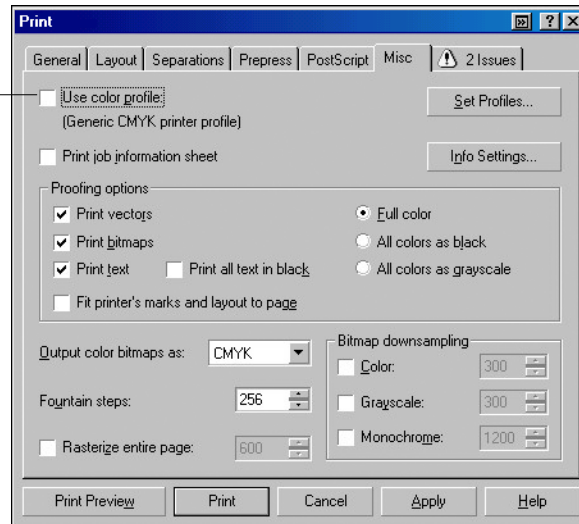 Print
General Layout Separations Prepress PostScript Misc 2 Issues
Use color profile: Set Profiles...
(Generic CMYK printer profile)
Print job information sheet Info Settings...
Proofing options
Print vectors Full color
Print bitmaps All colors as black
Print text Print all text in black All colors as grayscale
Fit printer's marks and layout to page
Output color bitmaps as: CMYK Bitmap downsampling
Color: 300
Fountain steps: 256 Grayscale: 300
Rasterize entire page: 600 Monochrome: 1200
Print Preview Print Cancel Apply Help